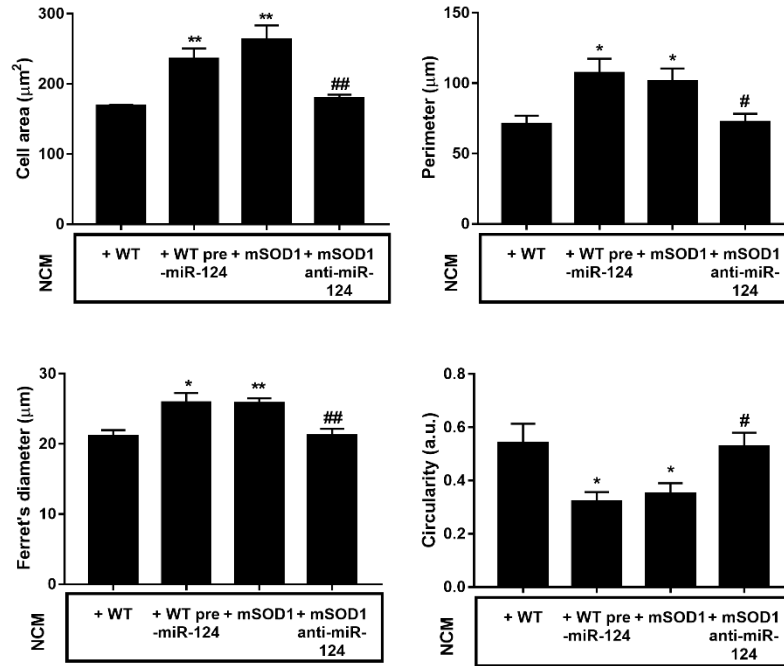 300
200
100
0
Cell area (μm²)
**
**
##
NCM
+ WT
+ WT pre
-miR-124
+ mSOD1
+ mSOD1
anti-miR-
124
150
100
50
0
Perimeter (μm)
*
*
#
NCM
+ WT
+ WT pre
-miR-124
+ mSOD1
+ mSOD1
anti-miR-
124
30
20
10
0
Ferret's diameter (μm)
*
**
##
NCM
+ WT
+ WT pre
-miR-124
+ mSOD1
+ mSOD1
anti-miR-
124
0.8
0.6
0.4
0.2
0.0
Circularity (a.u.)
*
*
#
NCM
+ WT
+ WT pre
-miR-124
+ mSOD1
+ mSOD1
anti-miR-
124